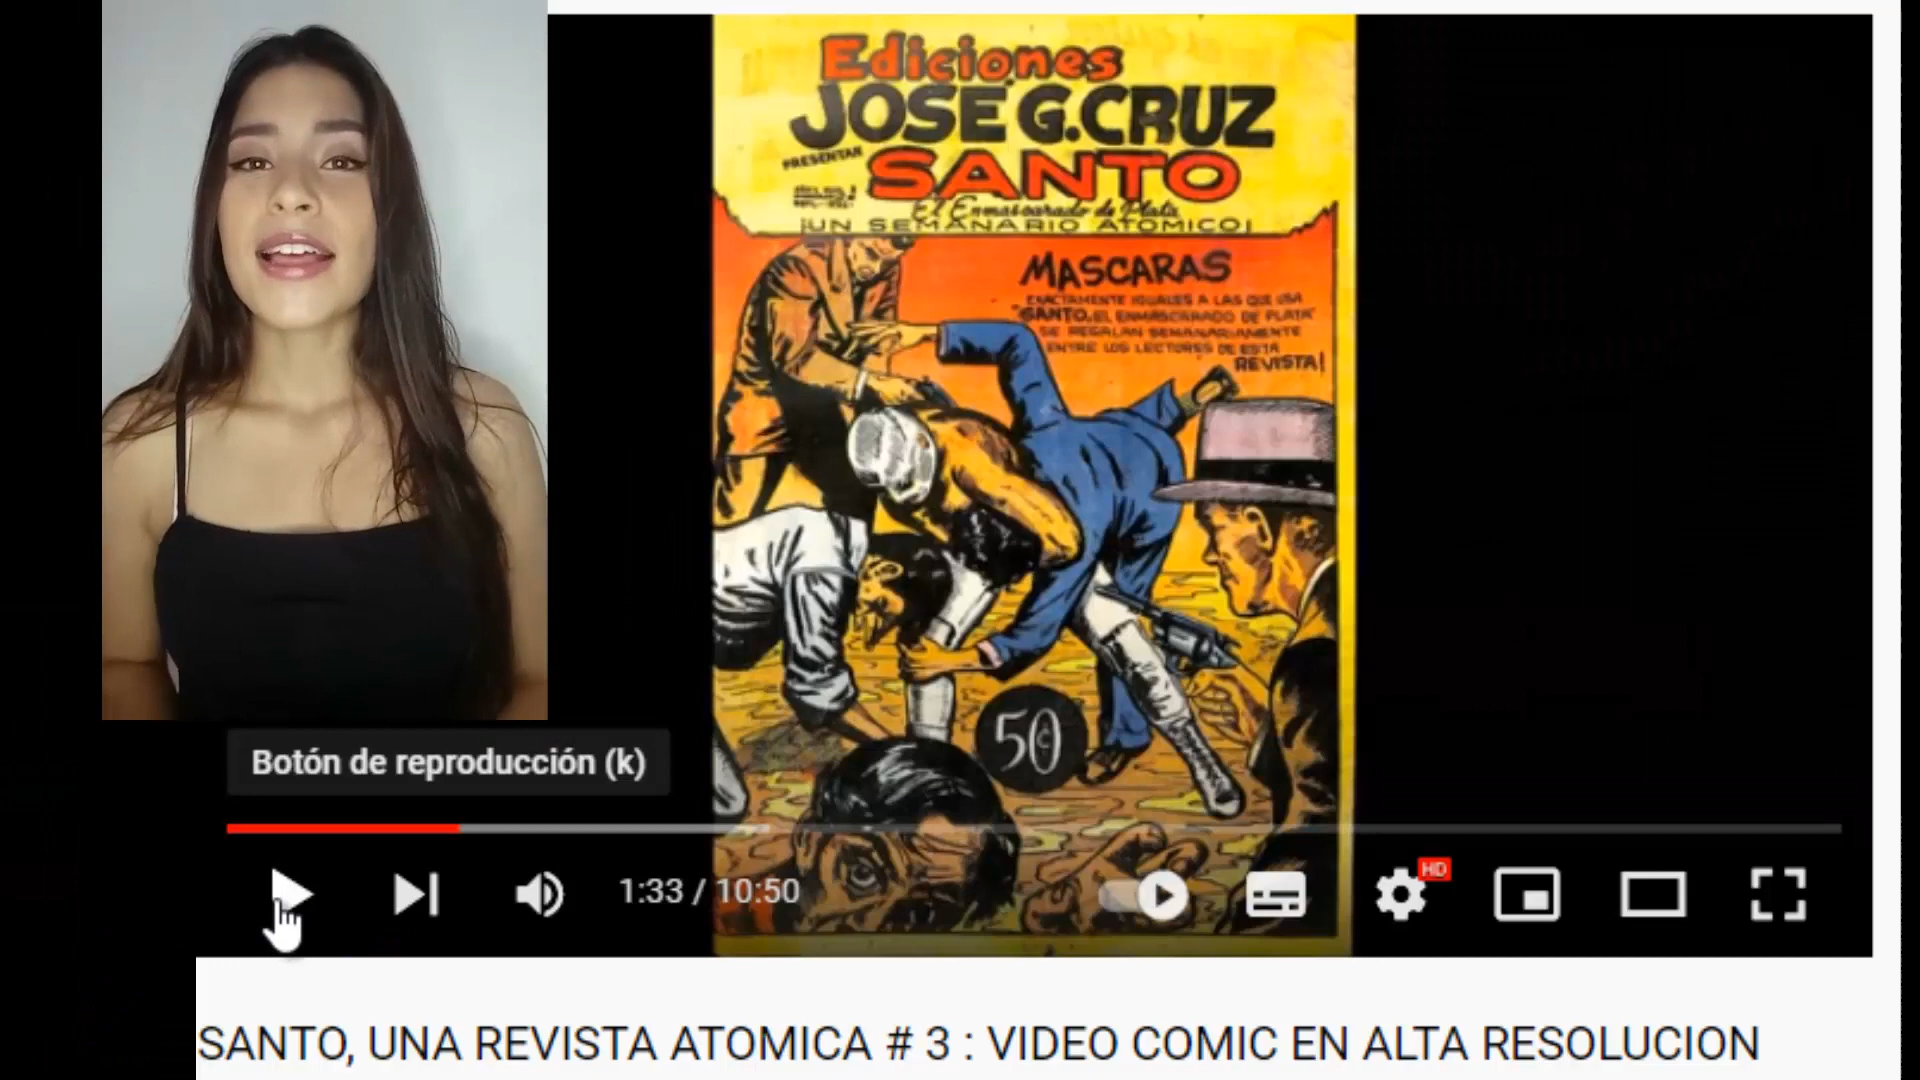 Ediciones
JOSE G. CRUZ
PRESENTAN
SANTO
El Enmascarado de Plata
¡UN SEMANARIO ATOMICO!
MASCARAS
EXACTAMENTE IGUALES A LAS QUE USA
"SANTO, EL ENMASCARADO DE PLATA"
SE REGALAN SEMANARIAMENTE
ENTRE LOS LECTORES DE ESTA
REVISTA!
50¢
Botón de reproducción (k)
1:33 / 10:50
HD
SANTO, UNA REVISTA ATOMICA # 3 : VIDEO COMIC EN ALTA RESOLUCION